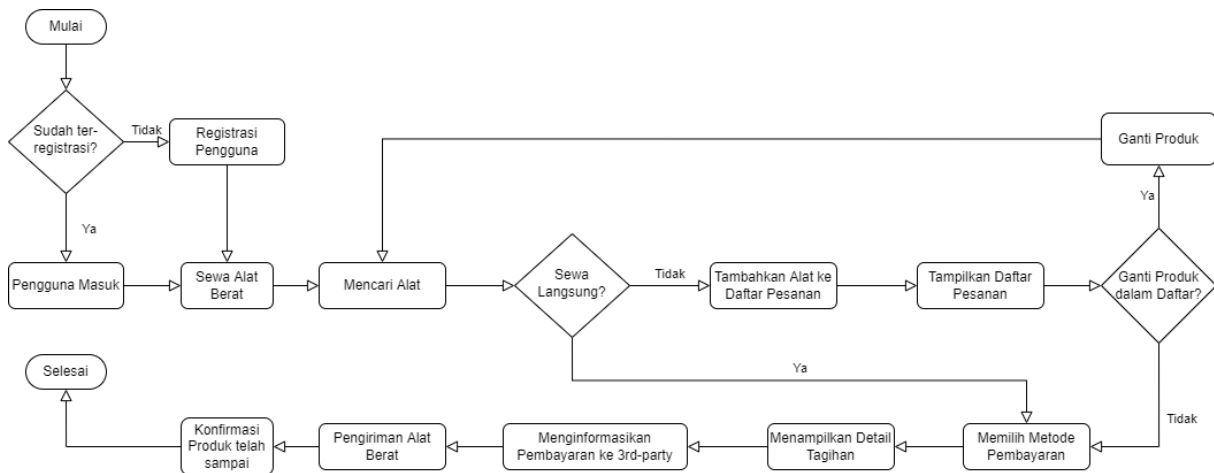 Mulai
Sudah ter-
registrasi?
Tidak
Registrasi
Pengguna
Ganti Produk
Ya
Ya
Pengguna Masuk
Sewa Alat
Berat
Mencari Alat
Sewa
Langsung?
Tidak
Tambahkan Alat ke
Daftar Pesanan
Tampilkan Daftar
Pesanan
Ganti Produk
dalam Daftar?
Selesai
Ya
Tidak
Konfirmasi
Produk telah
sampai
Pengiriman Alat
Berat
Menginformasikan
Pembayaran ke 3rd-party
Menampilkan Detail
Tagihan
Memilih Metode
Pembayaran